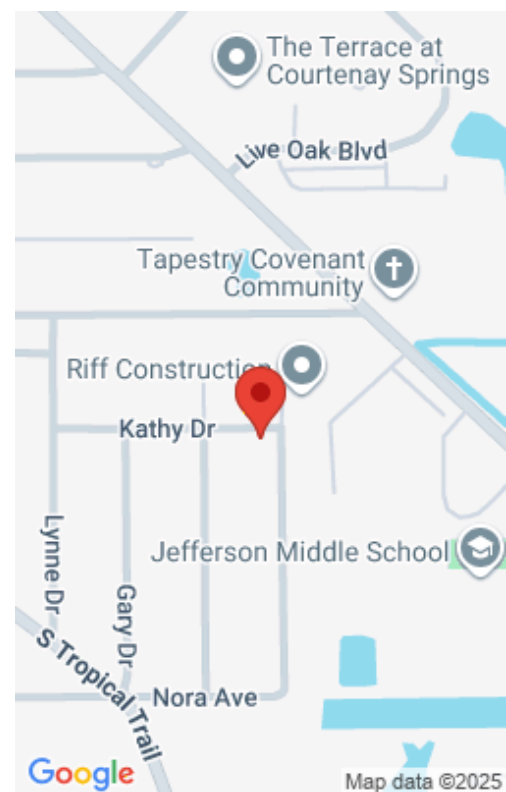 The Terrace at
Courtenay Springs
Live Oak Blvd
Tapestry Covenant
Community
Riff Construction
Kathy Dr
Lynne Dr
Jefferson Middle School
Gary Dr
S Tropical Trail
Nora Ave
Google
Map data ©2025